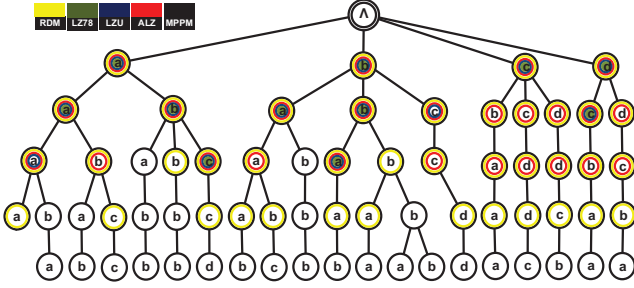 Λ
RDM LZ78 LZU ALZ MPPM
a b c d
a b a b c b c d c d
a b a b c a b a b c a d d b c
a b a c b b c a b b a a b d a d c a b
a b c b b d b c b b a a b d a c b a a